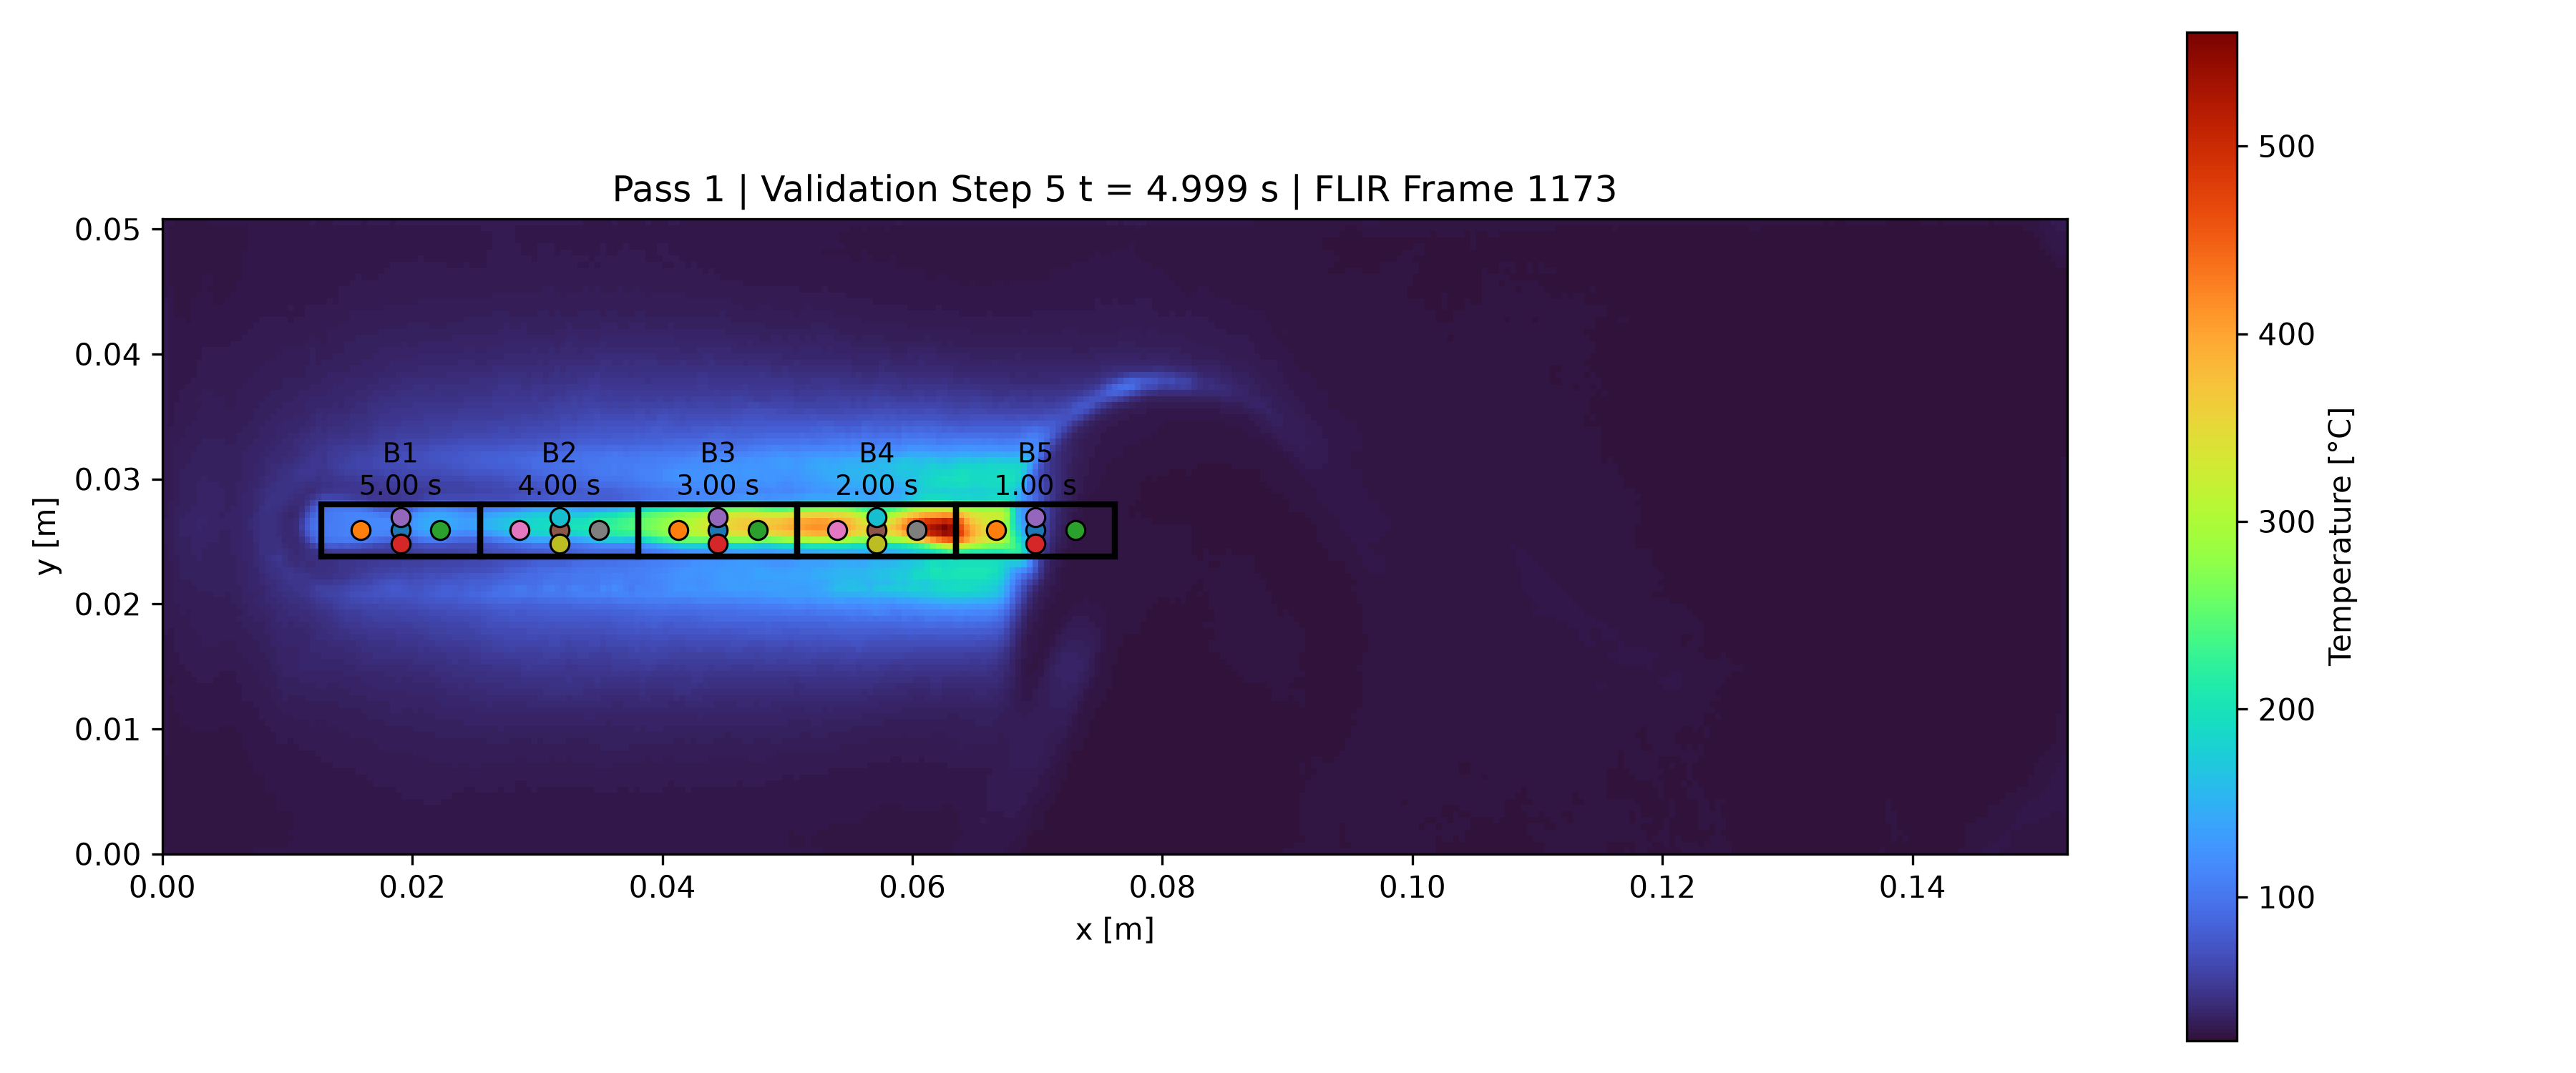 Pass 1 | Validation Step 5 t = 4.999 s | FLIR Frame 1173
0.05
0.04
0.03
0.02
0.01
0.00
y [m]
B1
5.00 s
B2
4.00 s
B3
3.00 s
B4
2.00 s
B5
1.00 s
0.00
0.02
0.04
0.06
0.08
0.10
0.12
0.14
x [m]
500
400
300
200
100
Temperature [°C]